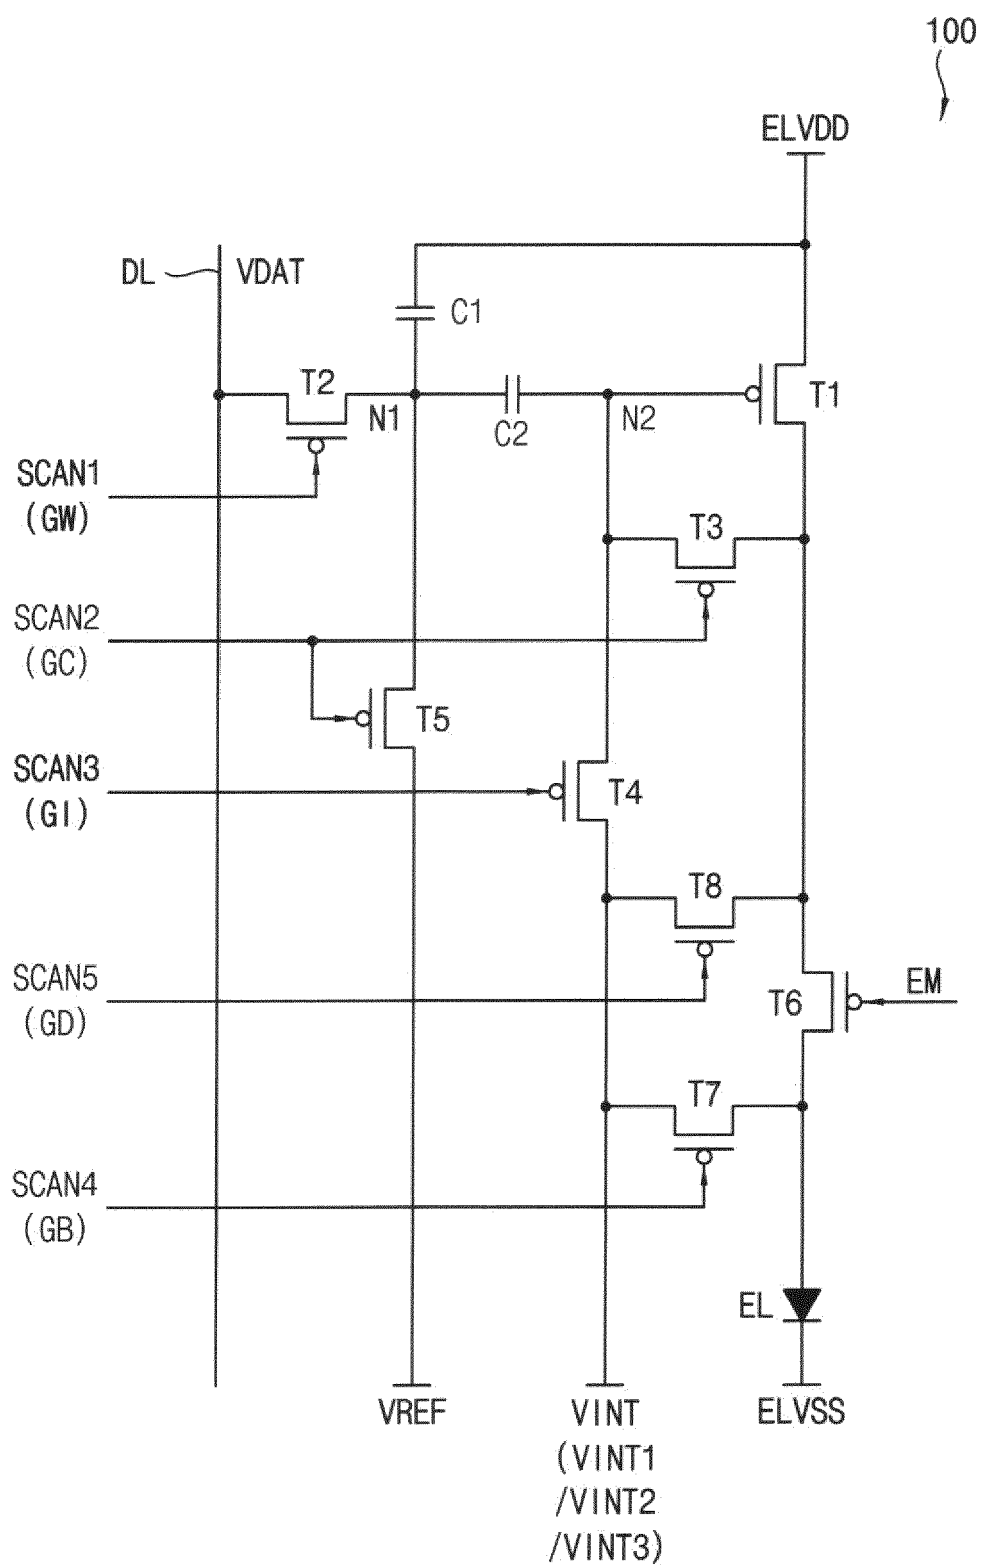 100
ELVDD
DL
VDAT
C1
T2
T1
N1
C2
N2
SCAN1
(GW)
T3
SCAN2
(GC)
T5
SCAN3
(GI)
T4
T8
SCAN5
(GD)
T6
EM
T7
SCAN4
(GB)
EL
VREF
VINT
(VINT1
/VINT2
/VINT3)
ELVSS